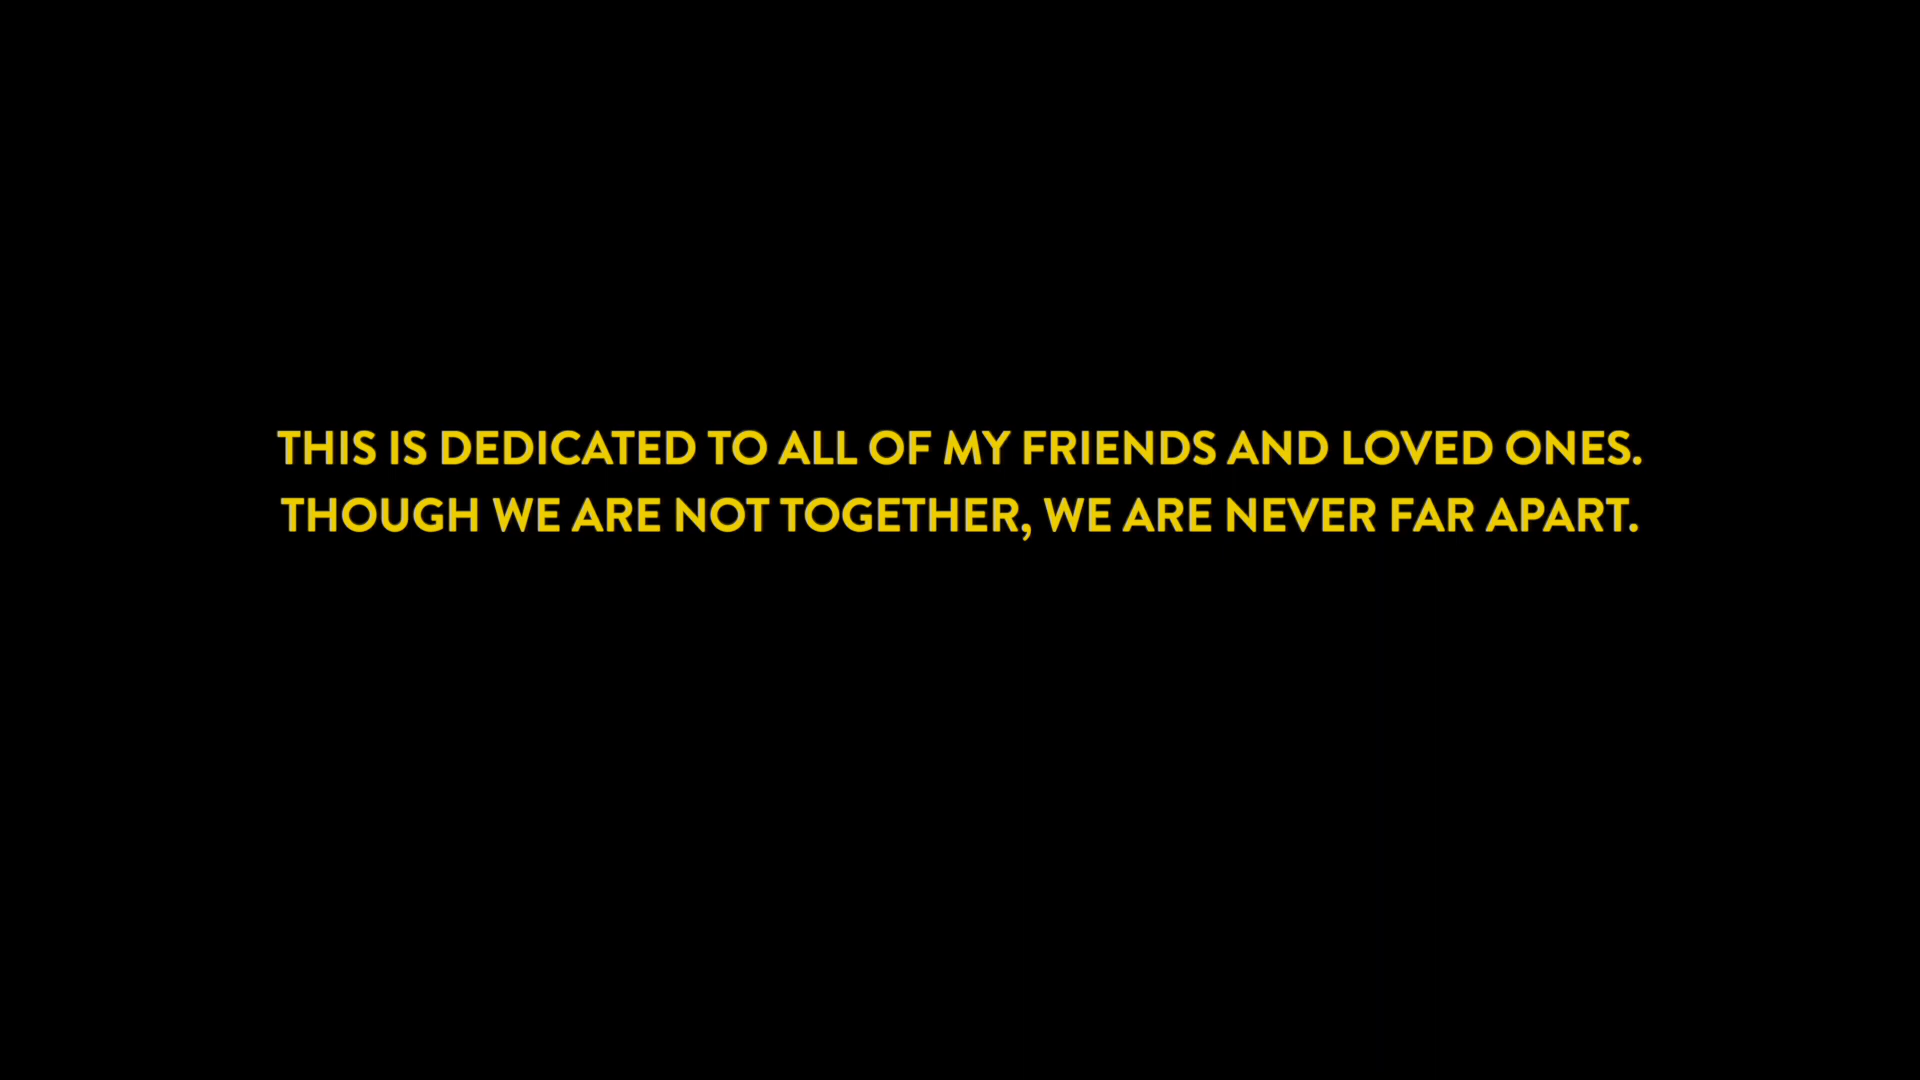 THIS IS DEDICATED TO ALL OF MY FRIENDS AND LOVED ONES.
THOUGH WE ARE NOT TOGETHER, WE ARE NEVER FAR APART.